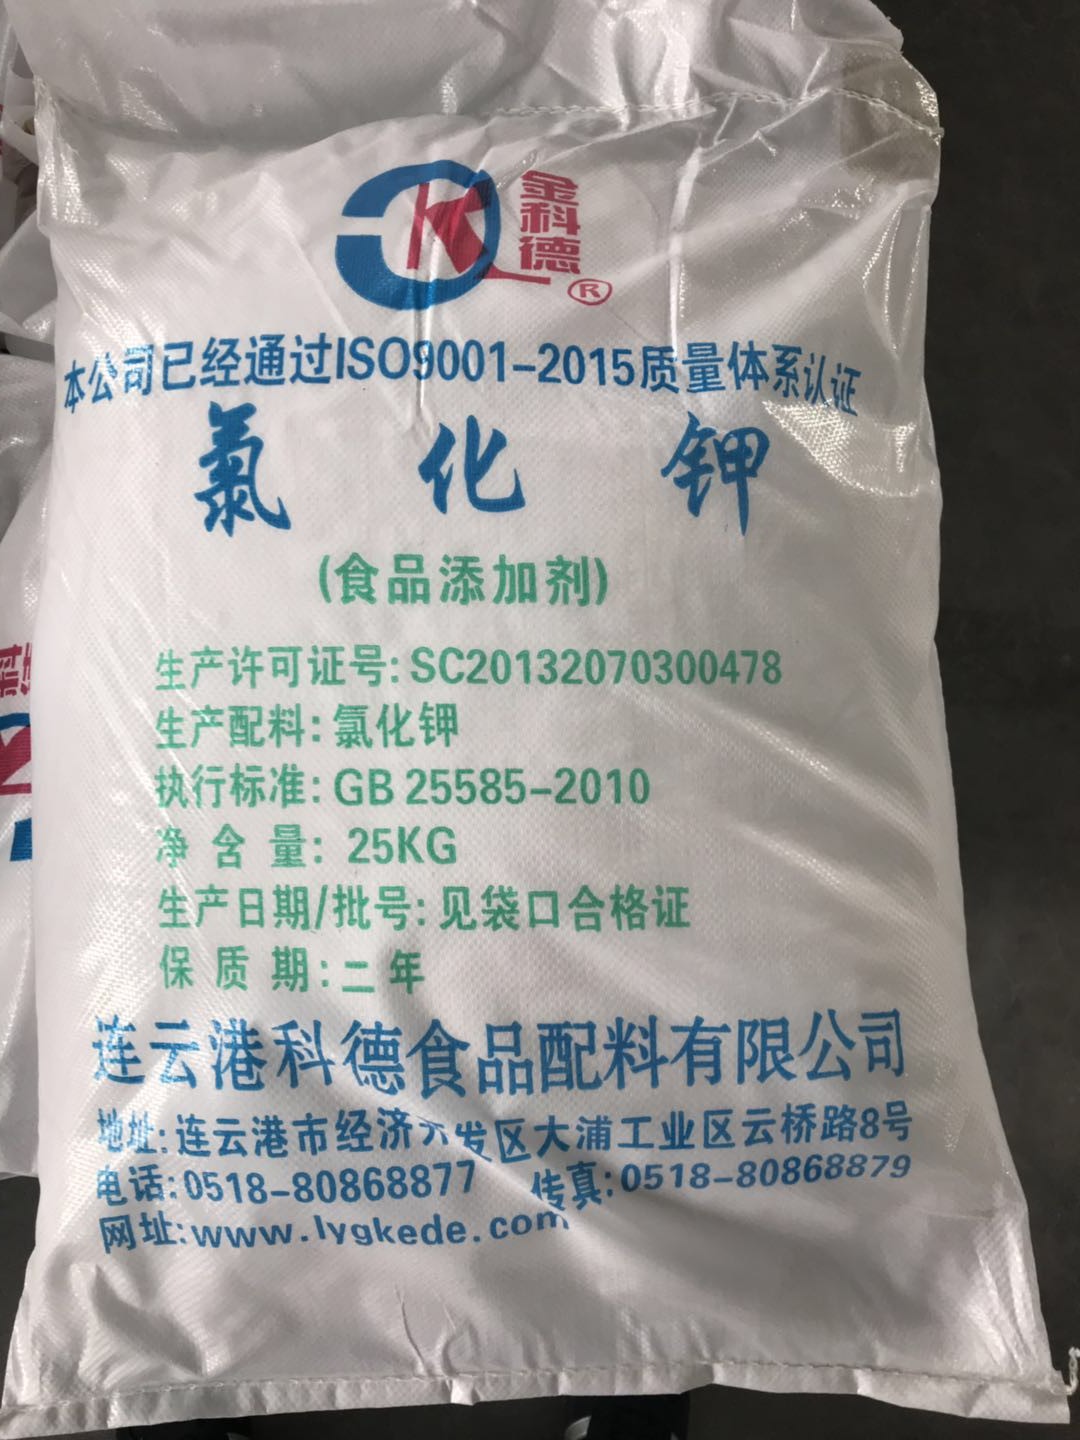 金科德
K
®
本公司已经通过ISO9001-2015质量体系认证
氯化钾
(食品添加剂)
生产许可证号:SC20132070300478
生产配料:氯化钾
执行标准:GB 25585-2010
净含量: 25KG
生产日期/批号:见袋口合格证
保质期:二年
连云港科德食品配料有限公司
地址:连云港市经济开发区大浦工业区云桥路8号
电话:0518-80868877 传真:0518-80868879
网址:www.lygkede.com